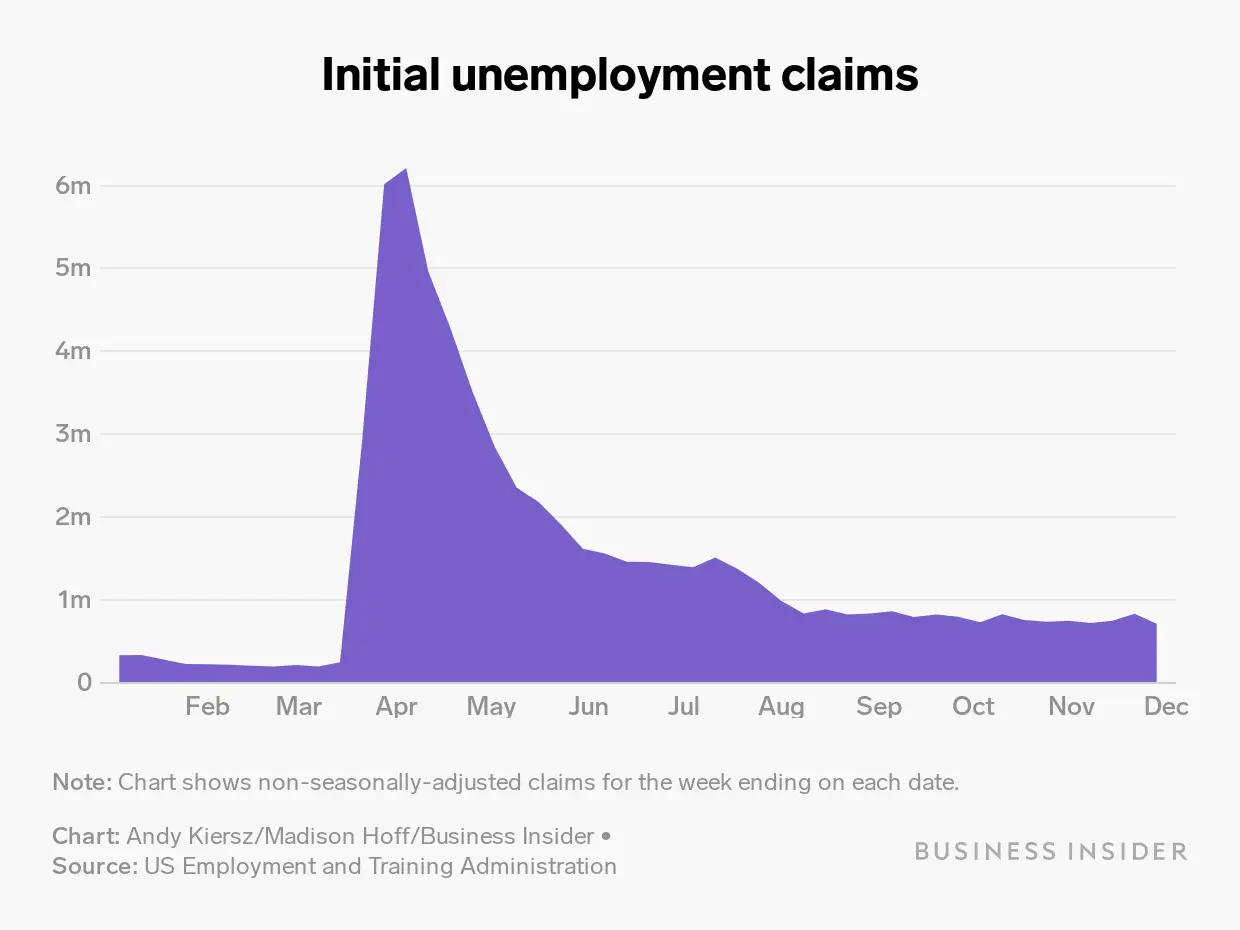 Initial unemployment claims
6m
5m
4m
3m
2m
1m
0
Feb Mar Apr May Jun Jul Aug Sep Oct Nov Dec
Note: Chart shows non-seasonally-adjusted claims for the week ending on each date.
Chart: Andy Kiersz/Madison Hoff/Business Insider •
Source: US Employment and Training Administration
BUSINESS INSIDER